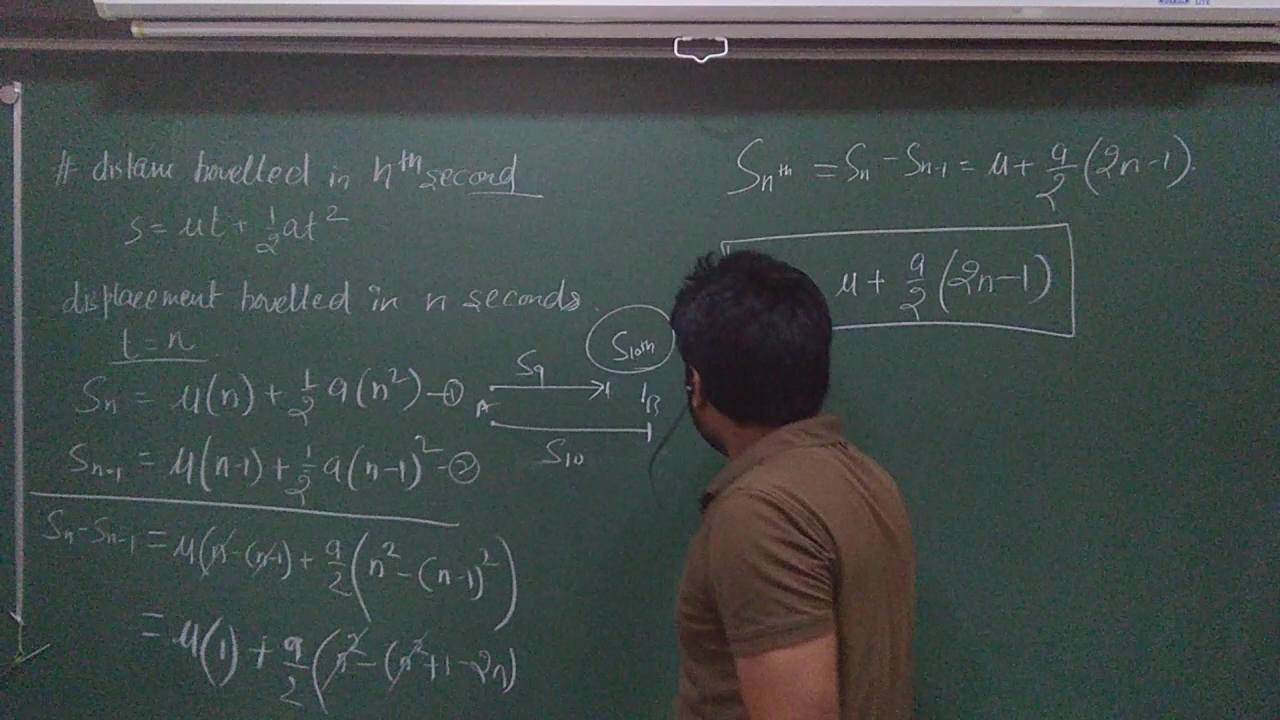 # distance travelled in nth second
s = ut + 1/2 at²
displacement travelled in n seconds.
t = n
Sn = u(n) + 1/2 a(n²) —①
Sn-1 = u(n-1) + 1/2 a(n-1)² —②
Sn - Sn-1 = u(n - (n-1)) + a/2 (n² - (n-1)²)
= u(1) + a/2 (n² - (n² + 1 - 2n)
S9
S10th
A
B
S10
Snth = Sn - Sn-1 = u + a/2 (2n-1).
u + a/2 (2n-1)